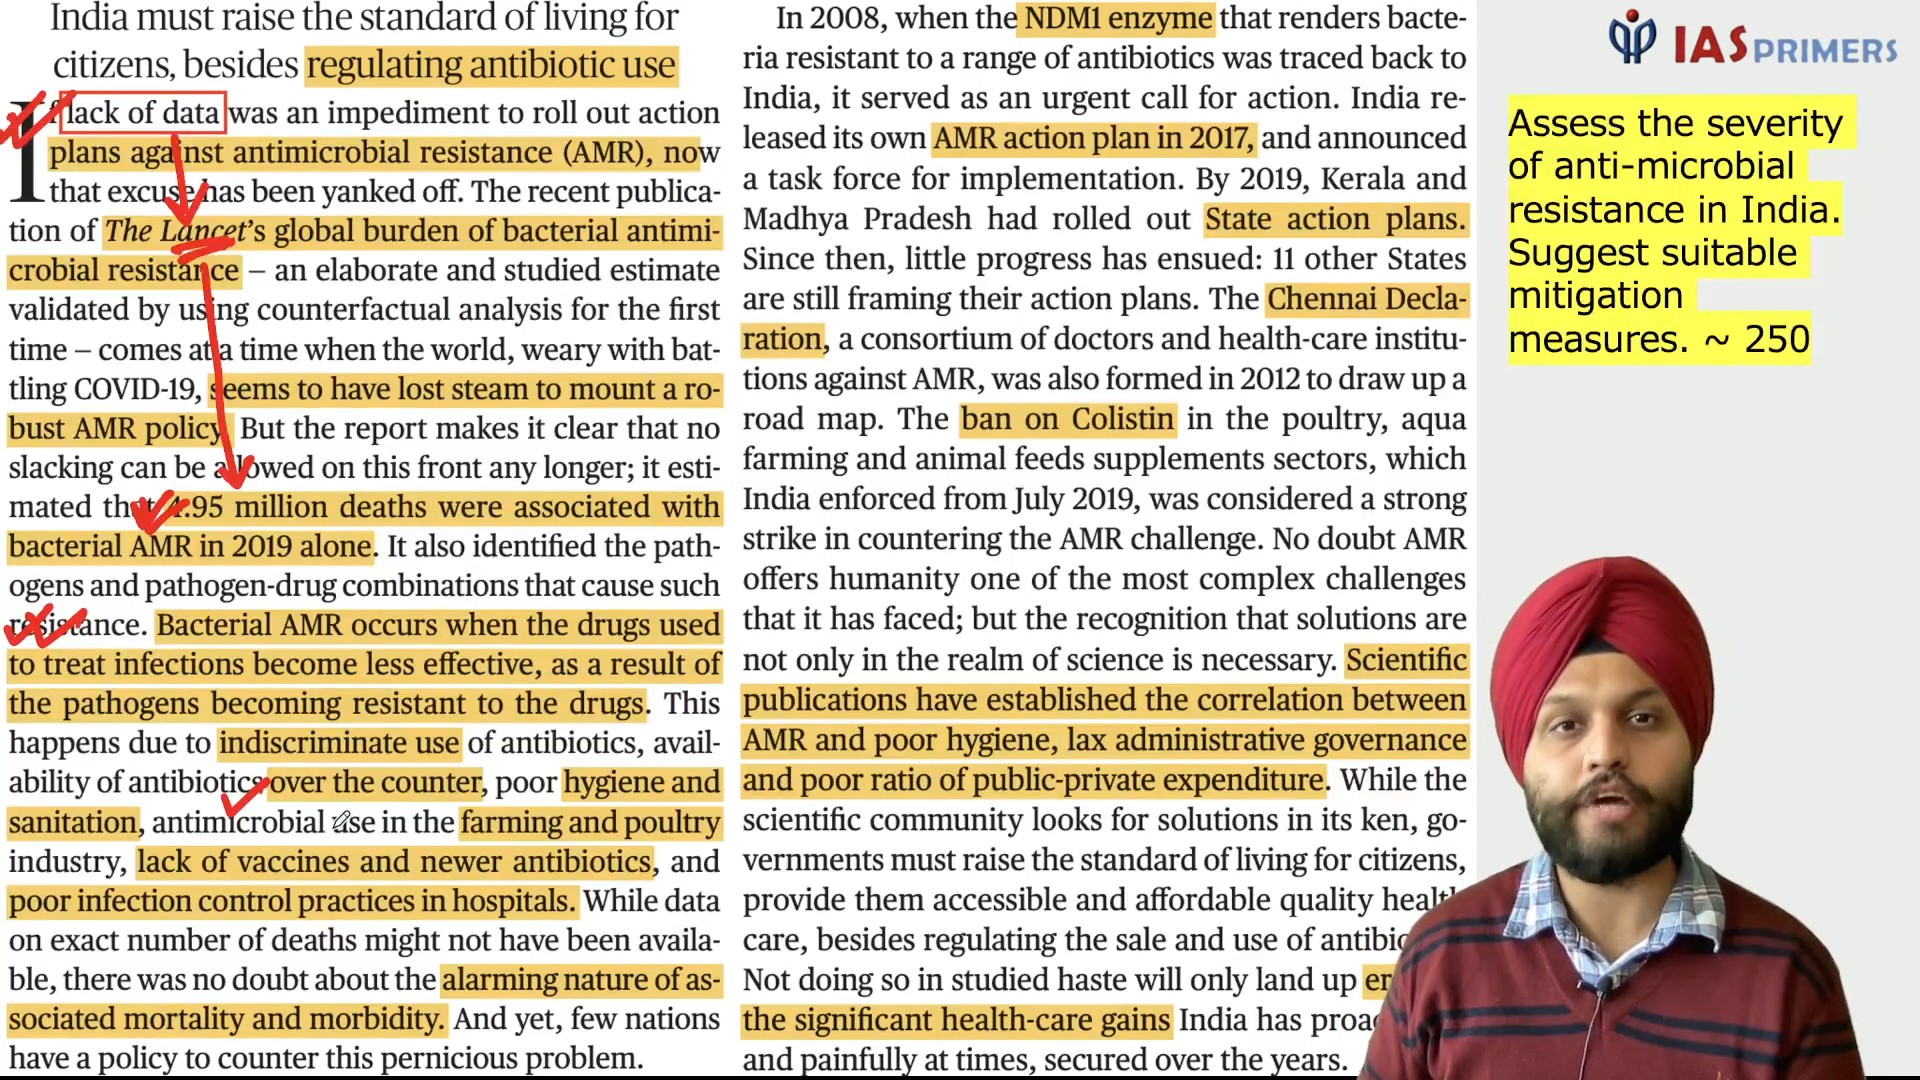 India must raise the standard of living for
citizens, besides regulating antibiotic use
If lack of data was an impediment to roll out action
plans against antimicrobial resistance (AMR), now
that excuse has been yanked off. The recent publica-
tion of The Lancet's global burden of bacterial antimi-
crobial resistance – an elaborate and studied estimate
validated by using counterfactual analysis for the first
time – comes at a time when the world, weary with bat-
tling COVID-19, seems to have lost steam to mount a ro-
bust AMR policy. But the report makes it clear that no
slacking can be allowed on this front any longer; it esti-
mated that 4.95 million deaths were associated with
bacterial AMR in 2019 alone. It also identified the path-
ogens and pathogen-drug combinations that cause such
resistance. Bacterial AMR occurs when the drugs used
to treat infections become less effective, as a result of
the pathogens becoming resistant to the drugs. This
happens due to indiscriminate use of antibiotics, avail-
ability of antibiotics over the counter, poor hygiene and
sanitation, antimicrobial use in the farming and poultry
industry, lack of vaccines and newer antibiotics, and
poor infection control practices in hospitals. While data
on exact number of deaths might not have been availa-
ble, there was no doubt about the alarming nature of as-
sociated mortality and morbidity. And yet, few nations
have a policy to counter this pernicious problem.
In 2008, when the NDM1 enzyme that renders bacte-
ria resistant to a range of antibiotics was traced back to
India, it served as an urgent call for action. India re-
leased its own AMR action plan in 2017, and announced
a task force for implementation. By 2019, Kerala and
Madhya Pradesh had rolled out State action plans.
Since then, little progress has ensued: 11 other States
are still framing their action plans. The Chennai Decla-
ration, a consortium of doctors and health-care institu-
tions against AMR, was also formed in 2012 to draw up a
road map. The ban on Colistin in the poultry, aqua
farming and animal feeds supplements sectors, which
India enforced from July 2019, was considered a strong
strike in countering the AMR challenge. No doubt AMR
offers humanity one of the most complex challenges
that it has faced; but the recognition that solutions are
not only in the realm of science is necessary. Scientific
publications have established the correlation between
AMR and poor hygiene, lax administrative governance
and poor ratio of public-private expenditure. While the
scientific community looks for solutions in its ken, go-
vernments must raise the standard of living for citizens,
provide them accessible and affordable quality health
care, besides regulating the sale and use of
Not doing so in studied haste will only land up
the significant health-care gains India has
and painfully at times, secured over the years.
IAS PRIMERS
Assess the severity
of anti-microbial
resistance in India.
Suggest suitable
mitigation
measures. ~ 250